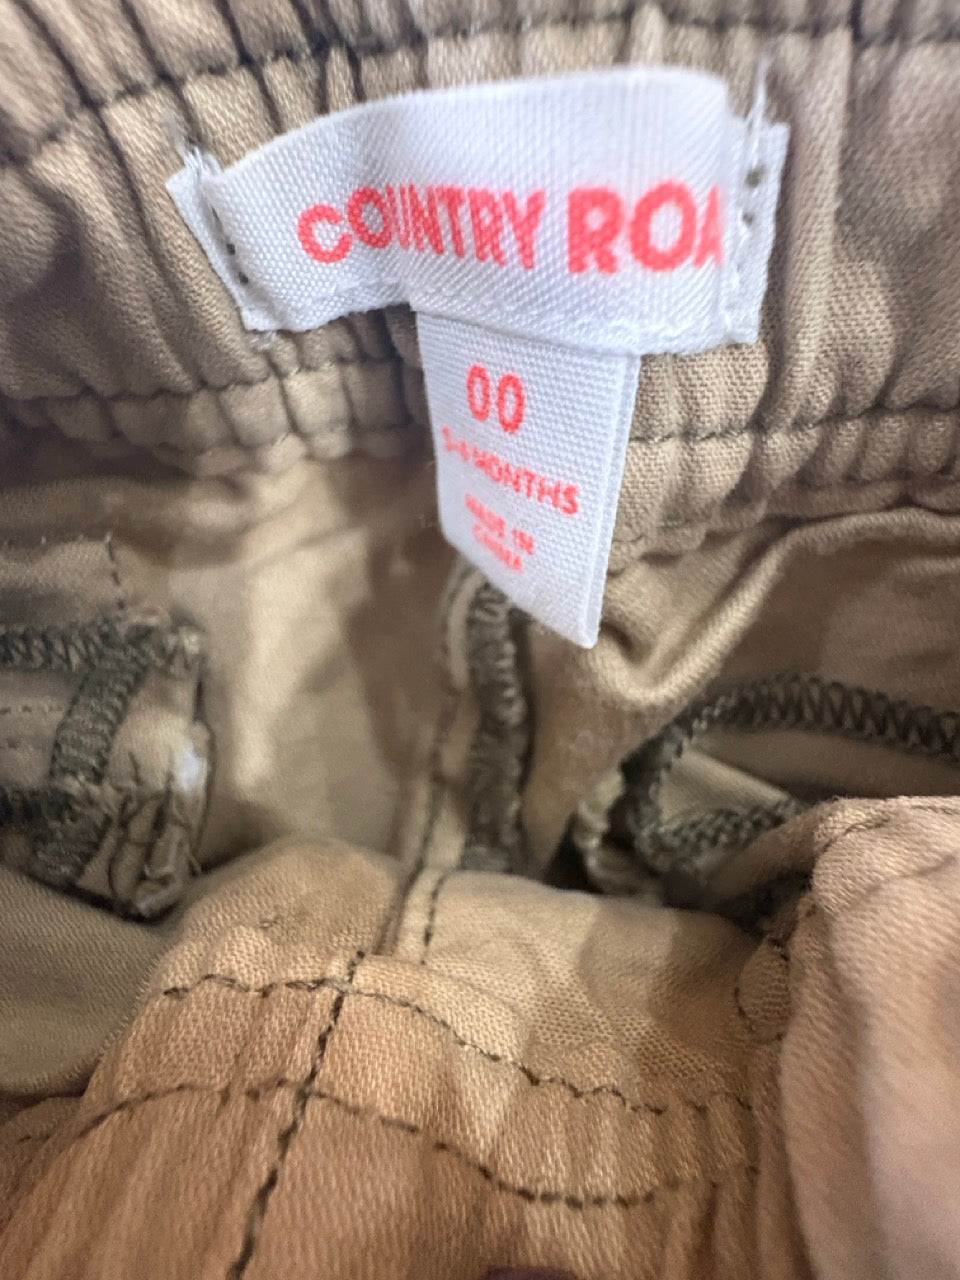 COUNTRY ROA
00
3-6 MONTHS
MADE IN
CHINA